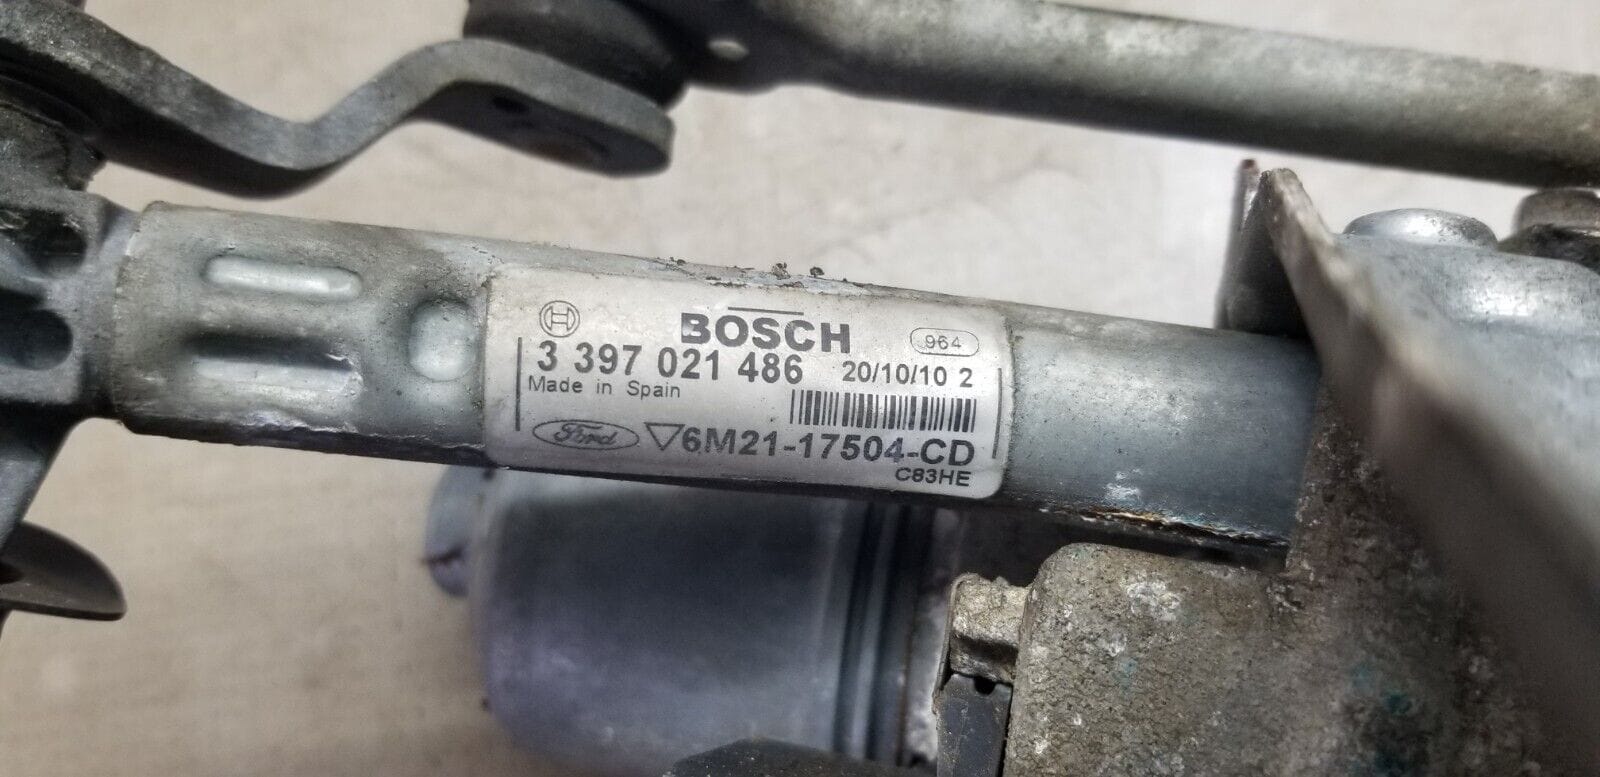 BOSCH 964
3 397 021 486 20/10/10 2
Made in Spain
Ford 6M21-17504-CD
C83HE